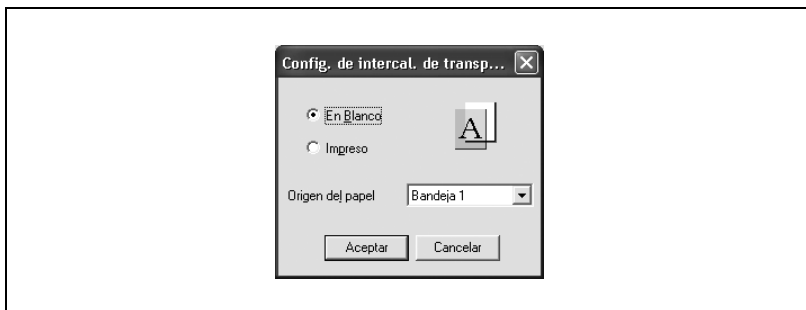 Config. de intercal. de transp...
En Blanco
A
Impreso
Origen del papel Bandeja 1
Aceptar Cancelar